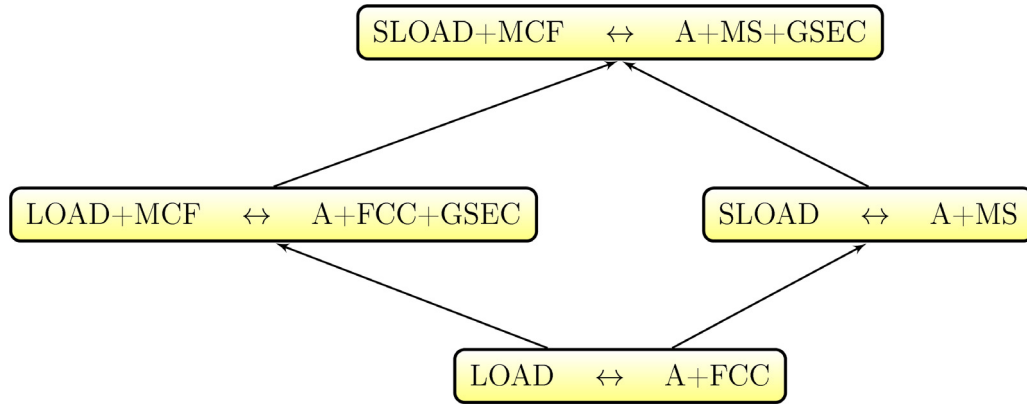 SLOAD+MCF ↔ A+MS+GSEC
LOAD+MCF ↔ A+FCC+GSEC
SLOAD ↔ A+MS
LOAD ↔ A+FCC